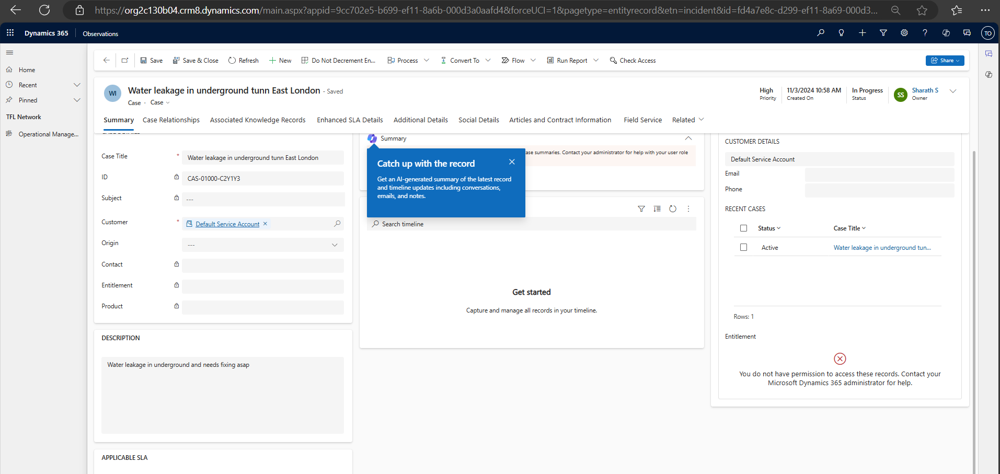 https://org2c130b04.crm8.dynamics.com/main.aspx?appid=9cc702e5-b699-ef11-8a6b-000d3a0aafd4&forceUCI=1&pagetype=entityrecord&etn=incident&id=fd4a7e8c-d299-ef11-8a69-000d3...
Dynamics 365
Observations
TO
Home
Recent
Pinned
TFL Network
Operational Manage...
Save
Save & Close
Refresh
New
Do Not Decrement En...
Process
Convert To
Flow
Run Report
Check Access
Share
WI
Water leakage in underground tunn East London - Saved
Case · Case
High
Priority
11/3/2024 10:58 AM
Created On
In Progress
Status
SS
Sharath S
Owner
Summary
Case Relationships
Associated Knowledge Records
Enhanced SLA Details
Additional Details
Social Details
Articles and Contract Information
Field Service
Related
CASE DETAILS
Case Title
*
Water leakage in underground tunn East London
ID
CAS-01000-C2Y1Y3
Subject
---
Customer
*
Default Service Account
Origin
---
Contact
Entitlement
Product
DESCRIPTION
Water leakage in underground and needs fixing asap
APPLICABLE SLA
Summary
ase summaries. Contact your administrator for help with your user role
Catch up with the record
Get an AI-generated summary of the latest record
and timeline updates including conversations,
emails, and notes.
Search timeline
Get started
Capture and manage all records in your timeline.
CUSTOMER DETAILS
Default Service Account
Email
Phone
RECENT CASES
Status
Case Title
Active
Water leakage in underground tun...
Rows: 1
Entitlement
You do not have permission to access these records. Contact your
Microsoft Dynamics 365 administrator for help.